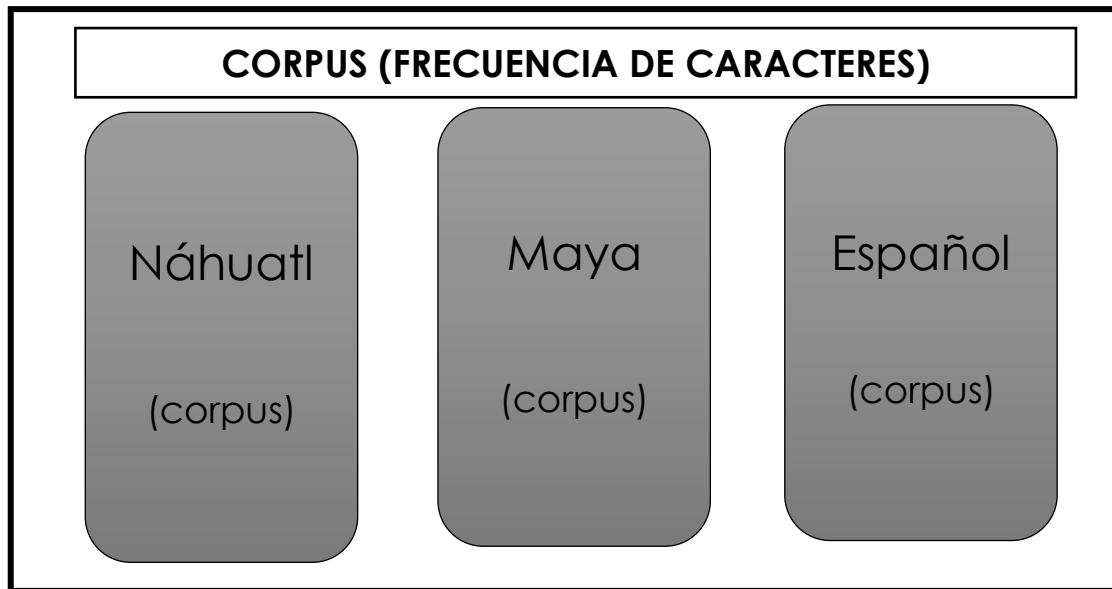 CORPUS (FRECUENCIA DE CARACTERES)
Náhuatl
(corpus)
Maya
(corpus)
Español
(corpus)